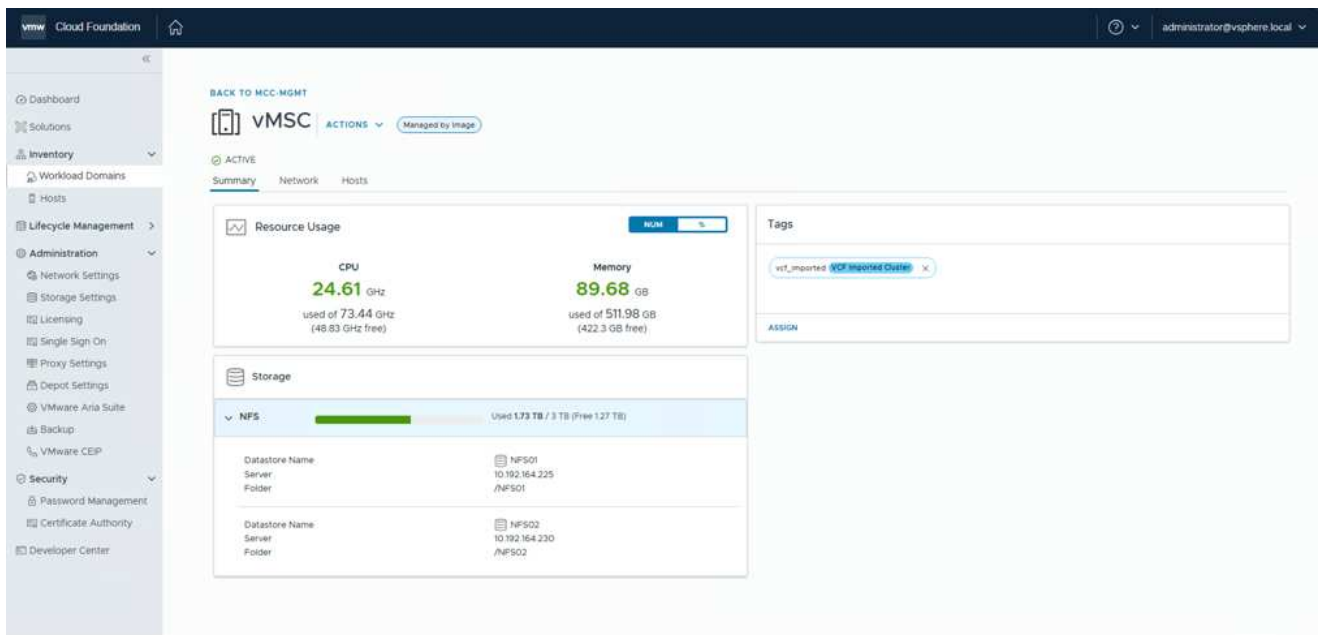 vmw Cloud Foundation
administrator@vsphere.local
Dashboard
Solutions
Inventory
Workload Domains
Hosts
Lifecycle Management
Administration
Network Settings
Storage Settings
Licensing
Single Sign On
Proxy Settings
Depot Settings
VMware Aria Suite
Backup
VMware CEIP
Security
Password Management
Certificate Authority
Developer Center
BACK TO MCC-MGMT
vMSC ACTIONS Managed by Image
ACTIVE
Summary Network Hosts
Resource Usage NUM %
CPU
24.61 GHz
used of 73.44 GHz
(48.83 GHz free)
Memory
89.68 GB
used of 511.98 GB
(422.3 GB free)
Storage
NFS Used 1.73 TB / 3 TB (Free 1.27 TB)
Datastore Name NFS01
Server 10.192.164.225
Folder /NFS01
Datastore Name NFS02
Server 10.192.164.230
Folder /NFS02
Tags
vcf_imported VCF Imported Cluster
ASSIGN